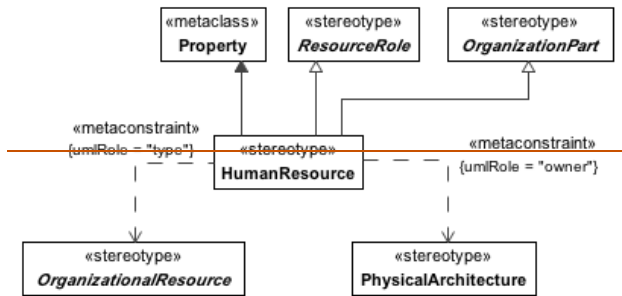 «metaclass»
Property
«stereotype»
ResourceRole
«stereotype»
OrganizationPart
«metaconstraint»
{umlRole = "type"}
«stereotype»
HumanResource
«metaconstraint»
{umlRole = "owner"}
«stereotype»
OrganizationalResource
«stereotype»
PhysicalArchitecture